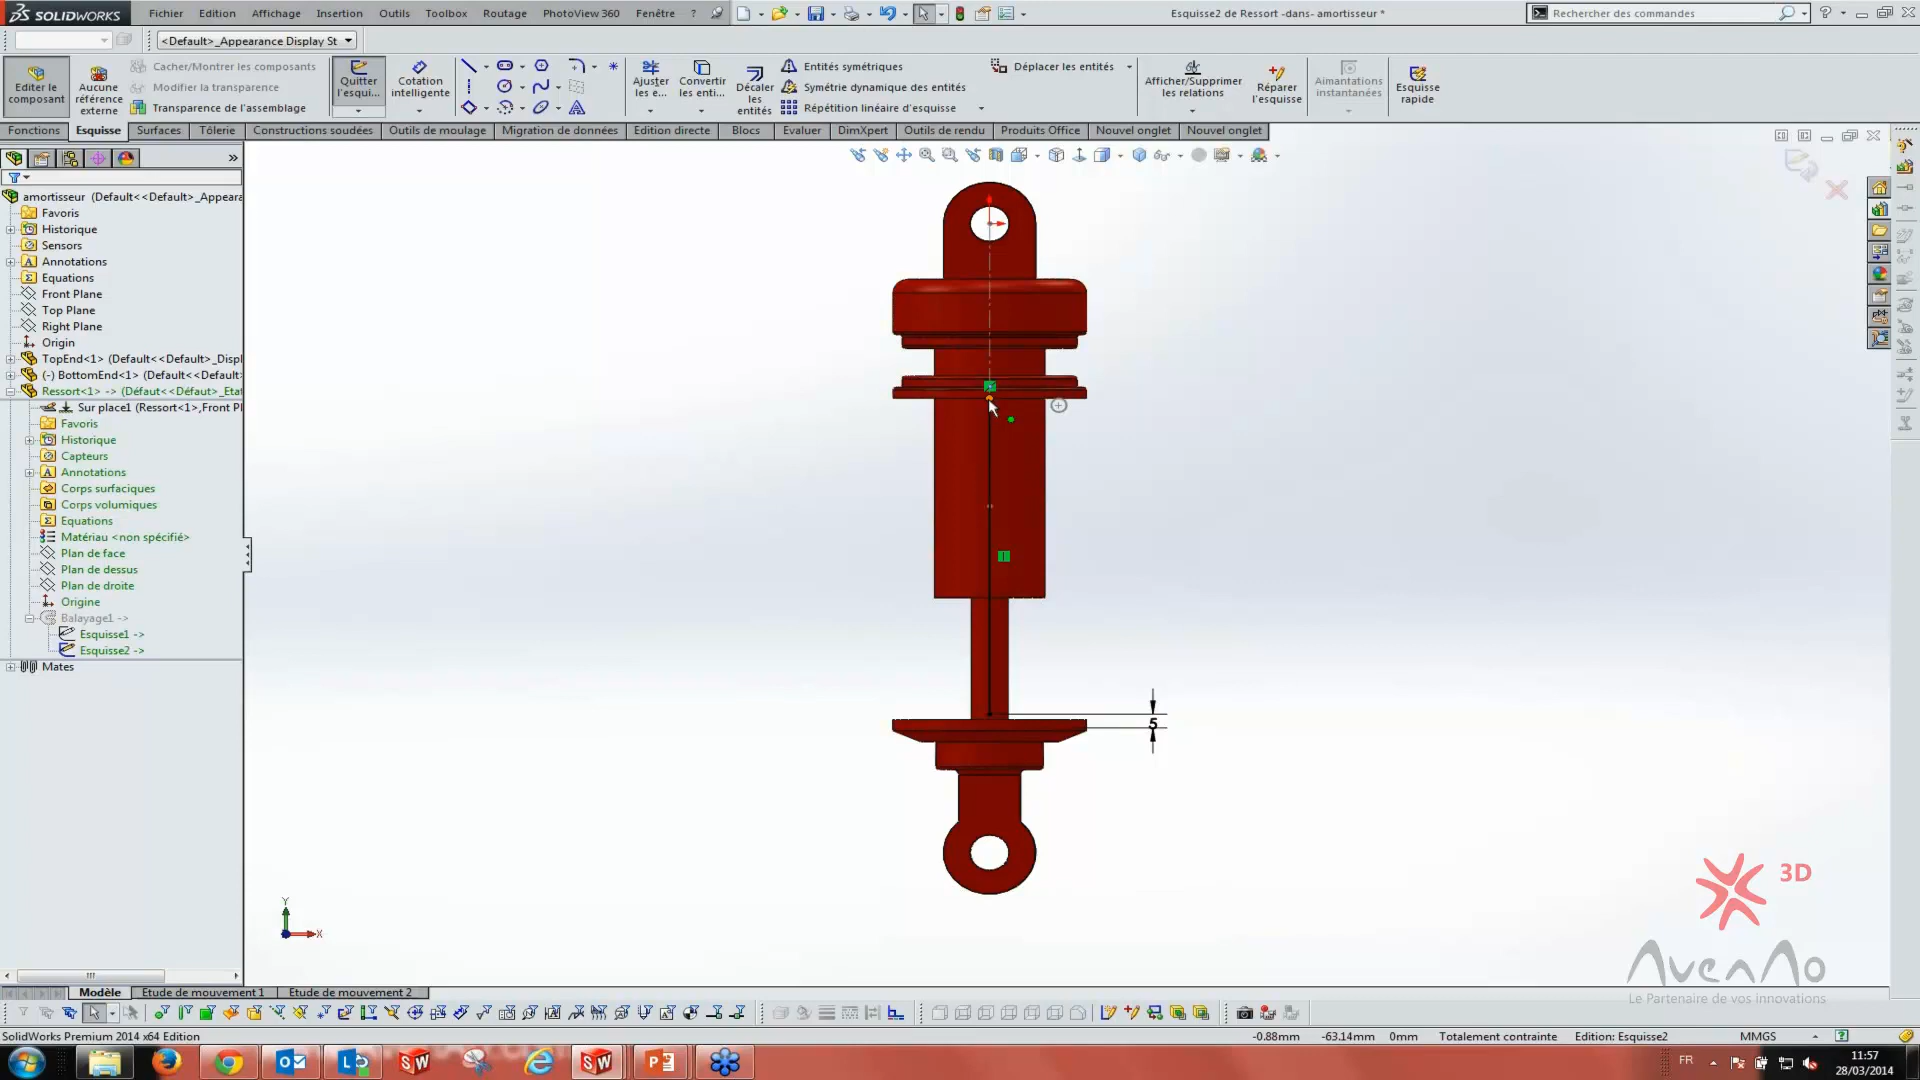 SOLIDWORKS
Fichier
Edition
Affichage
Insertion
Outils
Toolbox
Routage
PhotoView 360
Fenêtre
?
Esquisse2 de Ressort -dans- amortisseur *
Rechercher des commandes
<Default>_Appearance Display St
Editer le composant
Aucune référence externe
Cacher/Montrer les composants
Modifier la transparence
Transparence de l'assemblage
Quitter l'esqui...
Cotation intelligente
Ajuster les e...
Convertir les enti...
Décaler les entités
Entités symétriques
Symétrie dynamique des entités
Répétition linéaire d'esquisse
Déplacer les entités
Afficher/Supprimer les relations
Réparer l'esquisse
Aimantations instantanées
Esquisse rapide
Fonctions
Esquisse
Surfaces
Tôlerie
Constructions soudées
Outils de moulage
Migration de données
Edition directe
Blocs
Evaluer
DimXpert
Outils de rendu
Produits Office
Nouvel onglet
Nouvel onglet
amortisseur (Default<<Default>_Appeara
Favoris
Historique
Sensors
Annotations
Equations
Front Plane
Top Plane
Right Plane
Origin
TopEnd<1> (Default<<Default>_Displ
(-) BottomEnd<1> (Default<<Default>
Ressort<1> -> (Défaut<<Défaut>_Etat
Sur place1 (Ressort<1>,Front Pl
Favoris
Historique
Capteurs
Annotations
Corps surfaciques
Corps volumiques
Equations
Matériau <non spécifié>
Plan de face
Plan de dessus
Plan de droite
Origine
Balayage1 ->
Esquisse1 ->
Esquisse2 ->
Mates
5
Y
X
3D
AvenAo
Le Partenaire de vos innovations
Modèle
Etude de mouvement 1
Etude de mouvement 2
SolidWorks Premium 2014 x64 Edition
-0.88mm
-63.14mm
0mm
Totalement contrainte
Edition: Esquisse2
MMGS
FR
11:57
28/03/2014